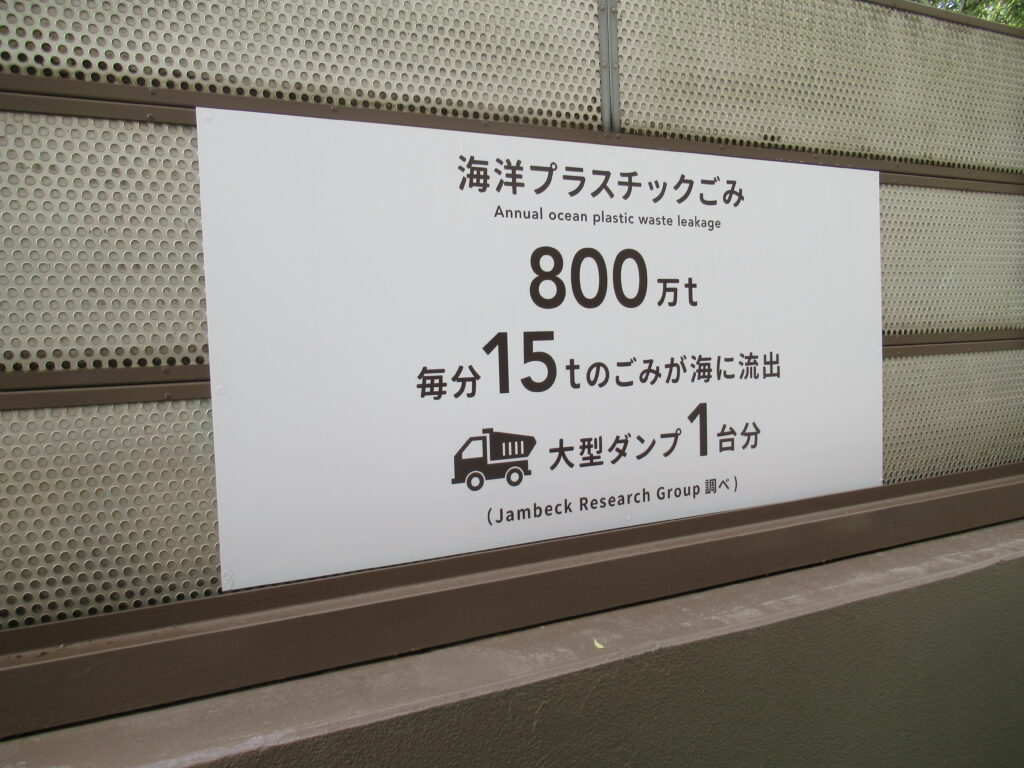 海洋プラスチックごみ
Annual ocean plastic waste leakage
800万t
毎分15tのごみが海に流出
大型ダンプ1台分
(Jambeck Research Group 調べ)